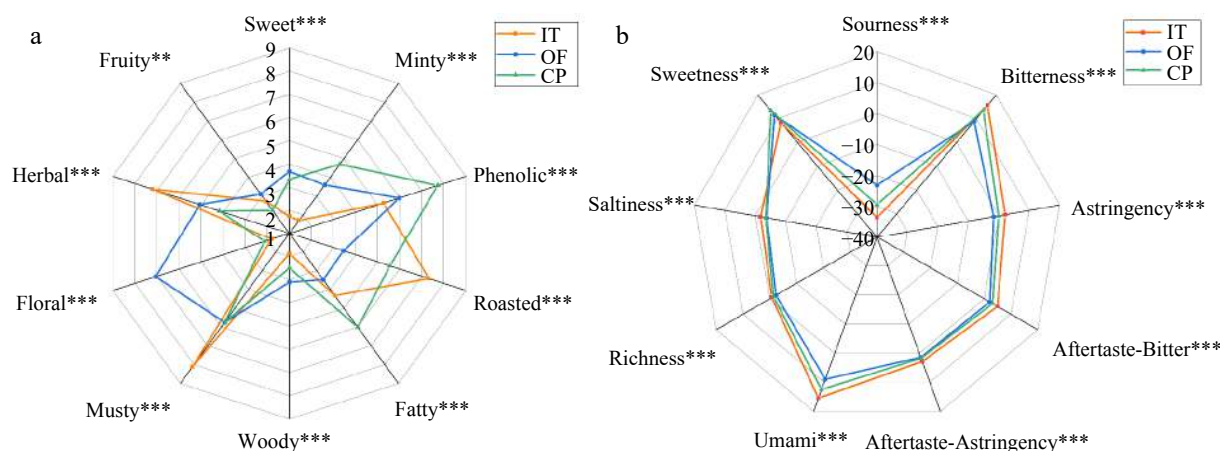 a
Sweet***
Minty***
Phenolic***
Roasted***
Fatty***
Woody***
Musty***
Floral***
Herbal***
Fruity**
9
8
7
6
5
4
3
2
1
IT
OF
CP
b
Sourness***
Bitterness***
Astringency***
Aftertaste-Bitter***
Aftertaste-Astringency***
Umami***
Richness***
Saltiness***
Sweetness***
20
10
0
−10
−20
−30
−40
IT
OF
CP